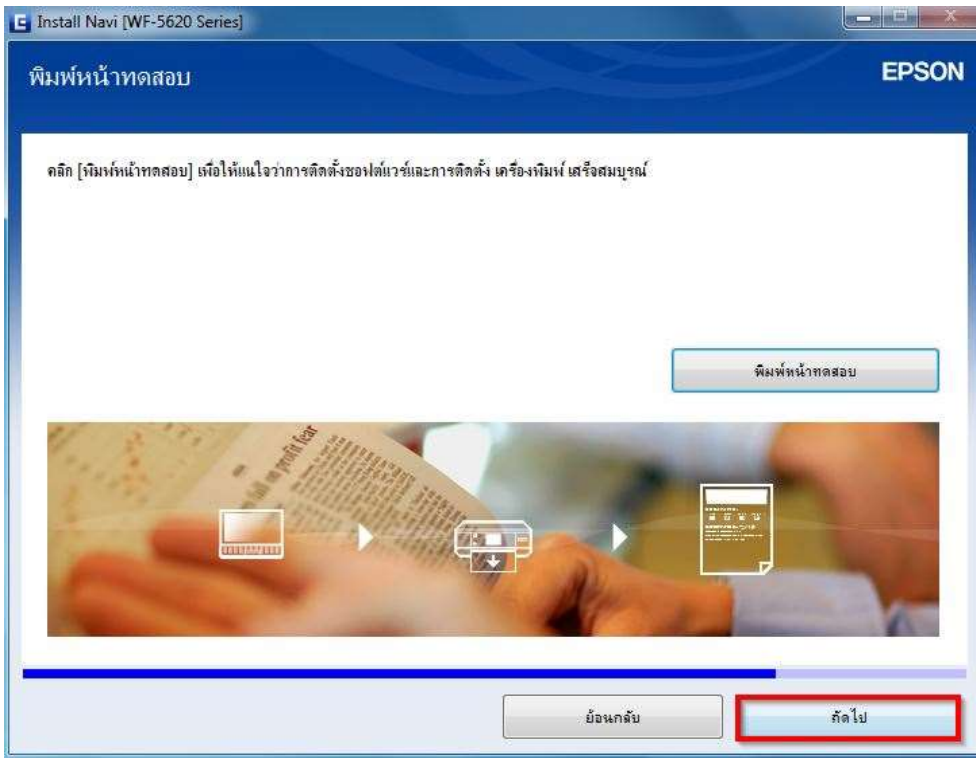 Install Navi [WF-5620 Series]
พิมพ์หน้าทดสอบ
EPSON
คลิก [พิมพ์หน้าทดสอบ] เพื่อให้แน่ใจว่าการติดตั้งซอฟต์แวร์และการติดตั้ง เครื่องพิมพ์ เสร็จสมบูรณ์
พิมพ์หน้าทดสอบ
on profit fear
ย้อนกลับ
ถัดไป